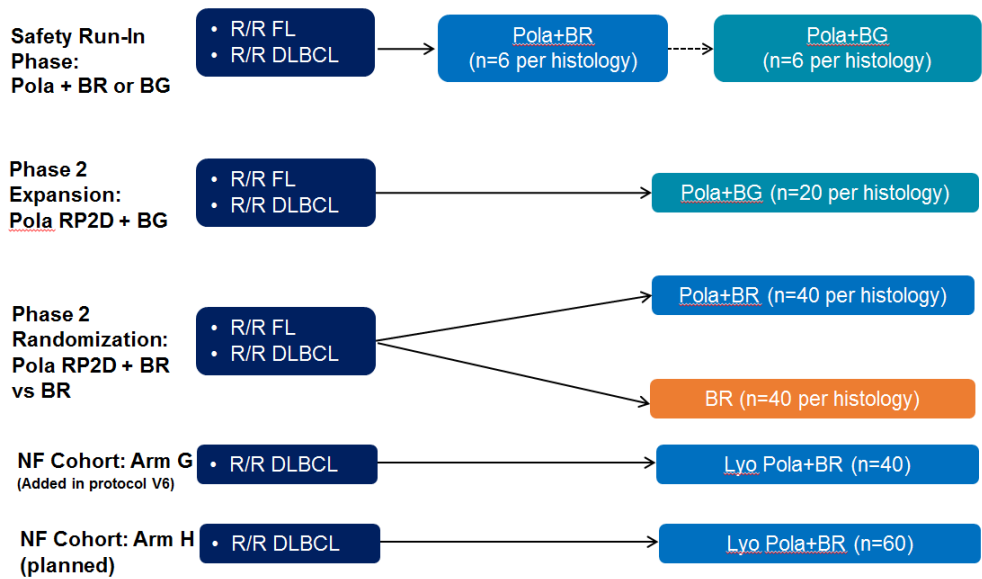 Safety Run-In
Phase:
Pola + BR or BG
• R/R FL
• R/R DLBCL
Pola+BR
(n=6 per histology)
Pola+BG
(n=6 per histology)
Phase 2
Expansion:
Pola RP2D + BG
• R/R FL
• R/R DLBCL
Pola+BG (n=20 per histology)
Phase 2
Randomization:
Pola RP2D + BR
vs BR
• R/R FL
• R/R DLBCL
Pola+BR (n=40 per histology)
BR (n=40 per histology)
NF Cohort: Arm G
(Added in protocol V6)
• R/R DLBCL
Lyo Pola+BR (n=40)
NF Cohort: Arm H
(planned)
• R/R DLBCL
Lyo Pola+BR (n=60)